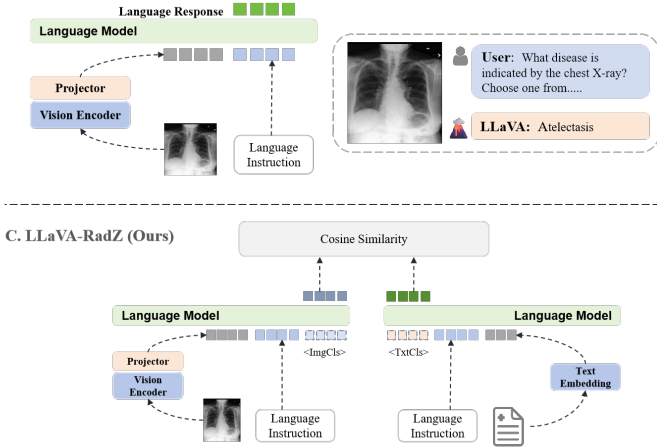 Language Response
Language Model
Projector
Vision Encoder
Language
Instruction
User: What disease is
indicated by the chest X-ray?
Choose one from.....
LLaVA: Atelectasis
C. LLaVA-RadZ (Ours)
Cosine Similarity
Language Model
<ImgCls>
Projector
Vision
Encoder
Language
Instruction
Language Model
<TxtCls>
Text
Embedding
Language
Instruction